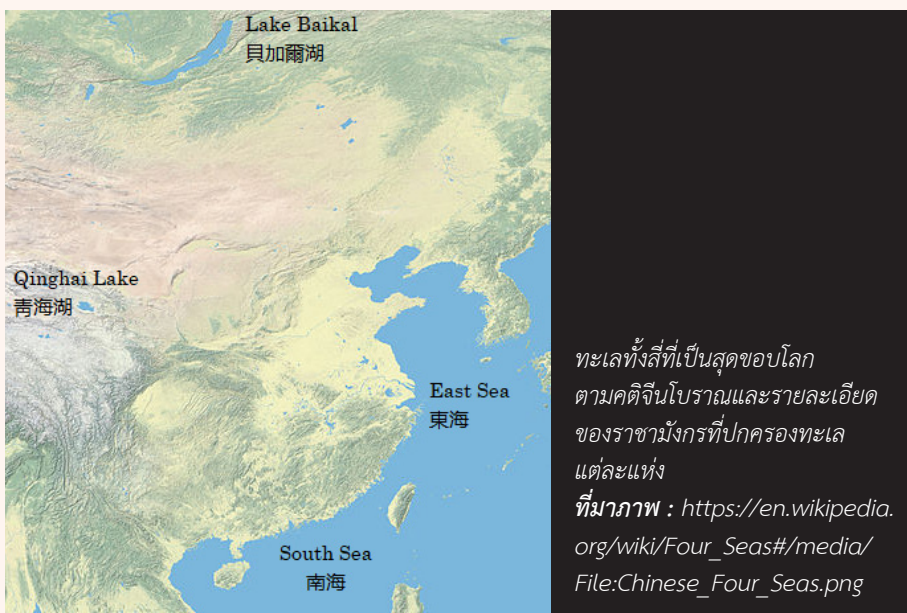 Lake Baikal
貝加爾湖
Qinghai Lake
靑海湖
East Sea
東海
South Sea
南海
ทะเลทั้งสี่ที่เป็นสุดขอบโลก
ตามคติจีนโบราณและรายละเอียด
ของราชามังกรที่ปกครองทะเล
แต่ละแห่ง
ที่มาภาพ : https://en.wikipedia.
org/wiki/Four_Seas#/media/
File:Chinese_Four_Seas.png